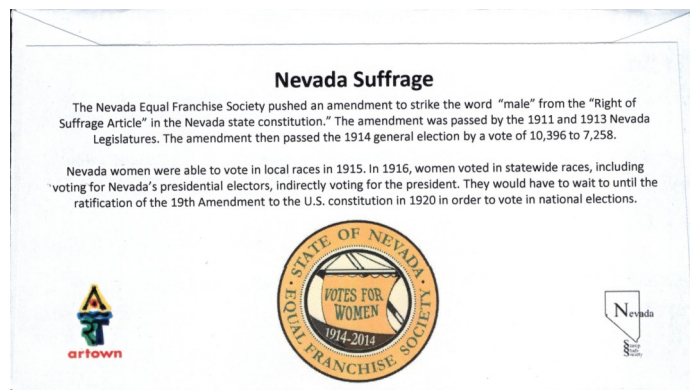 Nevada Suffrage
The Nevada Equal Franchise Society pushed an amendment to strike the word "male" from the "Right of
Suffrage Article" in the Nevada state constitution." The amendment was passed by the 1911 and 1913 Nevada
Legislatures. The amendment then passed the 1914 general election by a vote of 10,396 to 7,258.
Nevada women were able to vote in local races in 1915. In 1916, women voted in statewide races, including
voting for Nevada's presidential electors, indirectly voting for the president. They would have to wait to until the
ratification of the 19th Amendment to the U.S. constitution in 1920 in order to vote in national elections.
STATE OF NEVADA
VOTES FOR
WOMEN
1914-2014
EQUAL FRANCHISE SOCIETY
artown
Nevada
Stamp
Study
Society